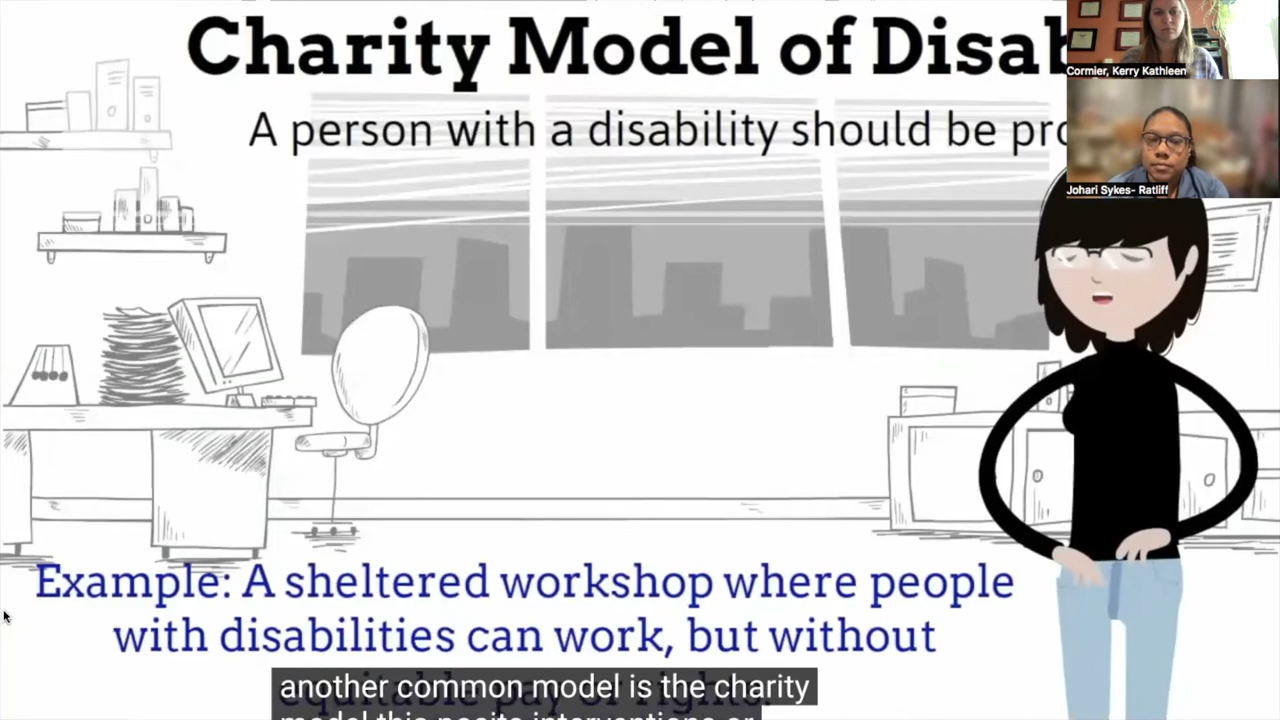 Charity Model of Disab
A person with a disability should be pro
Cormier, Kerry Kathleen
Johari Sykes- Ratliff
Example: A sheltered workshop where people
with disabilities can work, but without
another common model is the charity